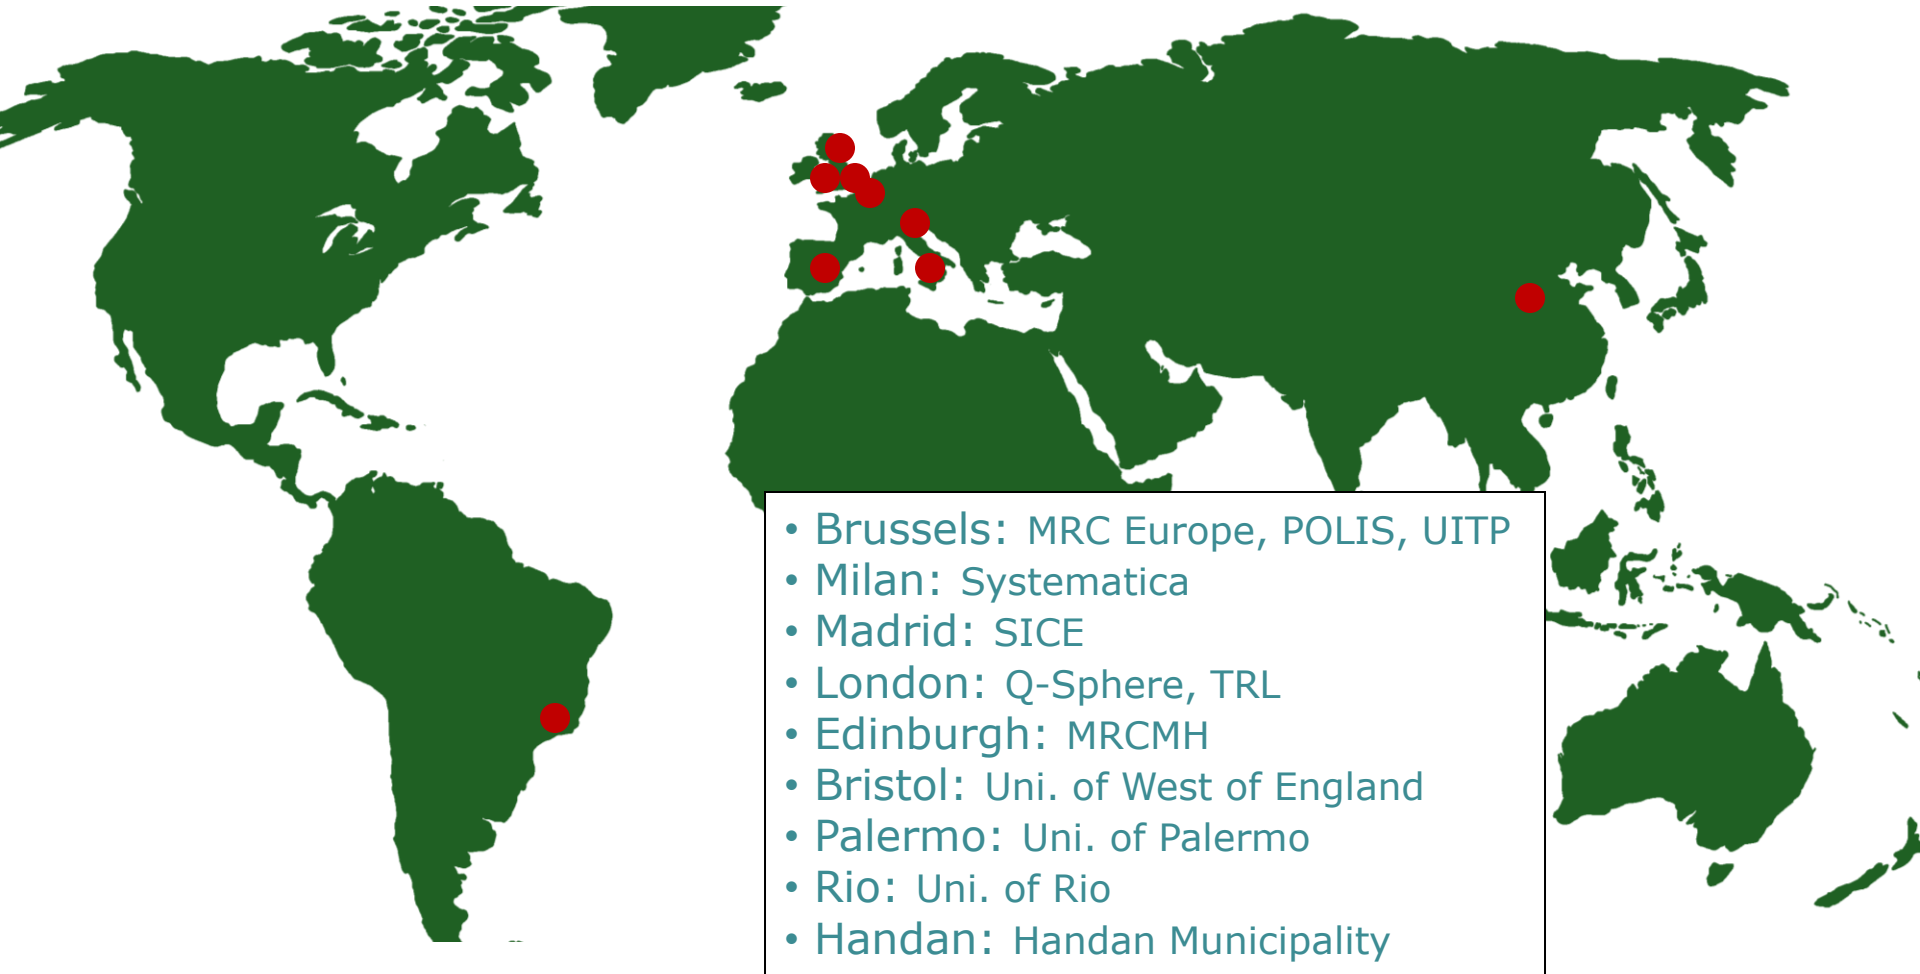 • Brussels: MRC Europe, POLIS, UITP
• Milan: Systematica
• Madrid: SICE
• London: Q-Sphere, TRL
• Edinburgh: MRCMH
• Bristol: Uni. of West of England
• Palermo: Uni. of Palermo
• Rio: Uni. of Rio
• Handan: Handan Municipality